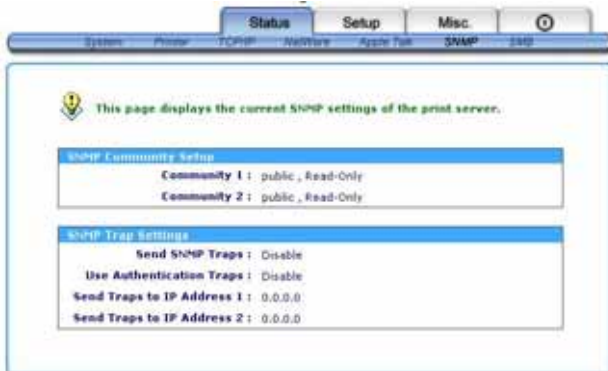 Status Setup Misc.
System Printer TCP/IP NetWare Apple Talk SNMP SMB
This page displays the current SNMP settings of the print server.
SNMP Community Setup
Community 1 : public , Read-Only
Community 2 : public , Read-Only
SNMP Trap Settings
Send SNMP Traps : Disable
Use Authentication Traps : Disable
Send Traps to IP Address 1 : 0.0.0.0
Send Traps to IP Address 2 : 0.0.0.0